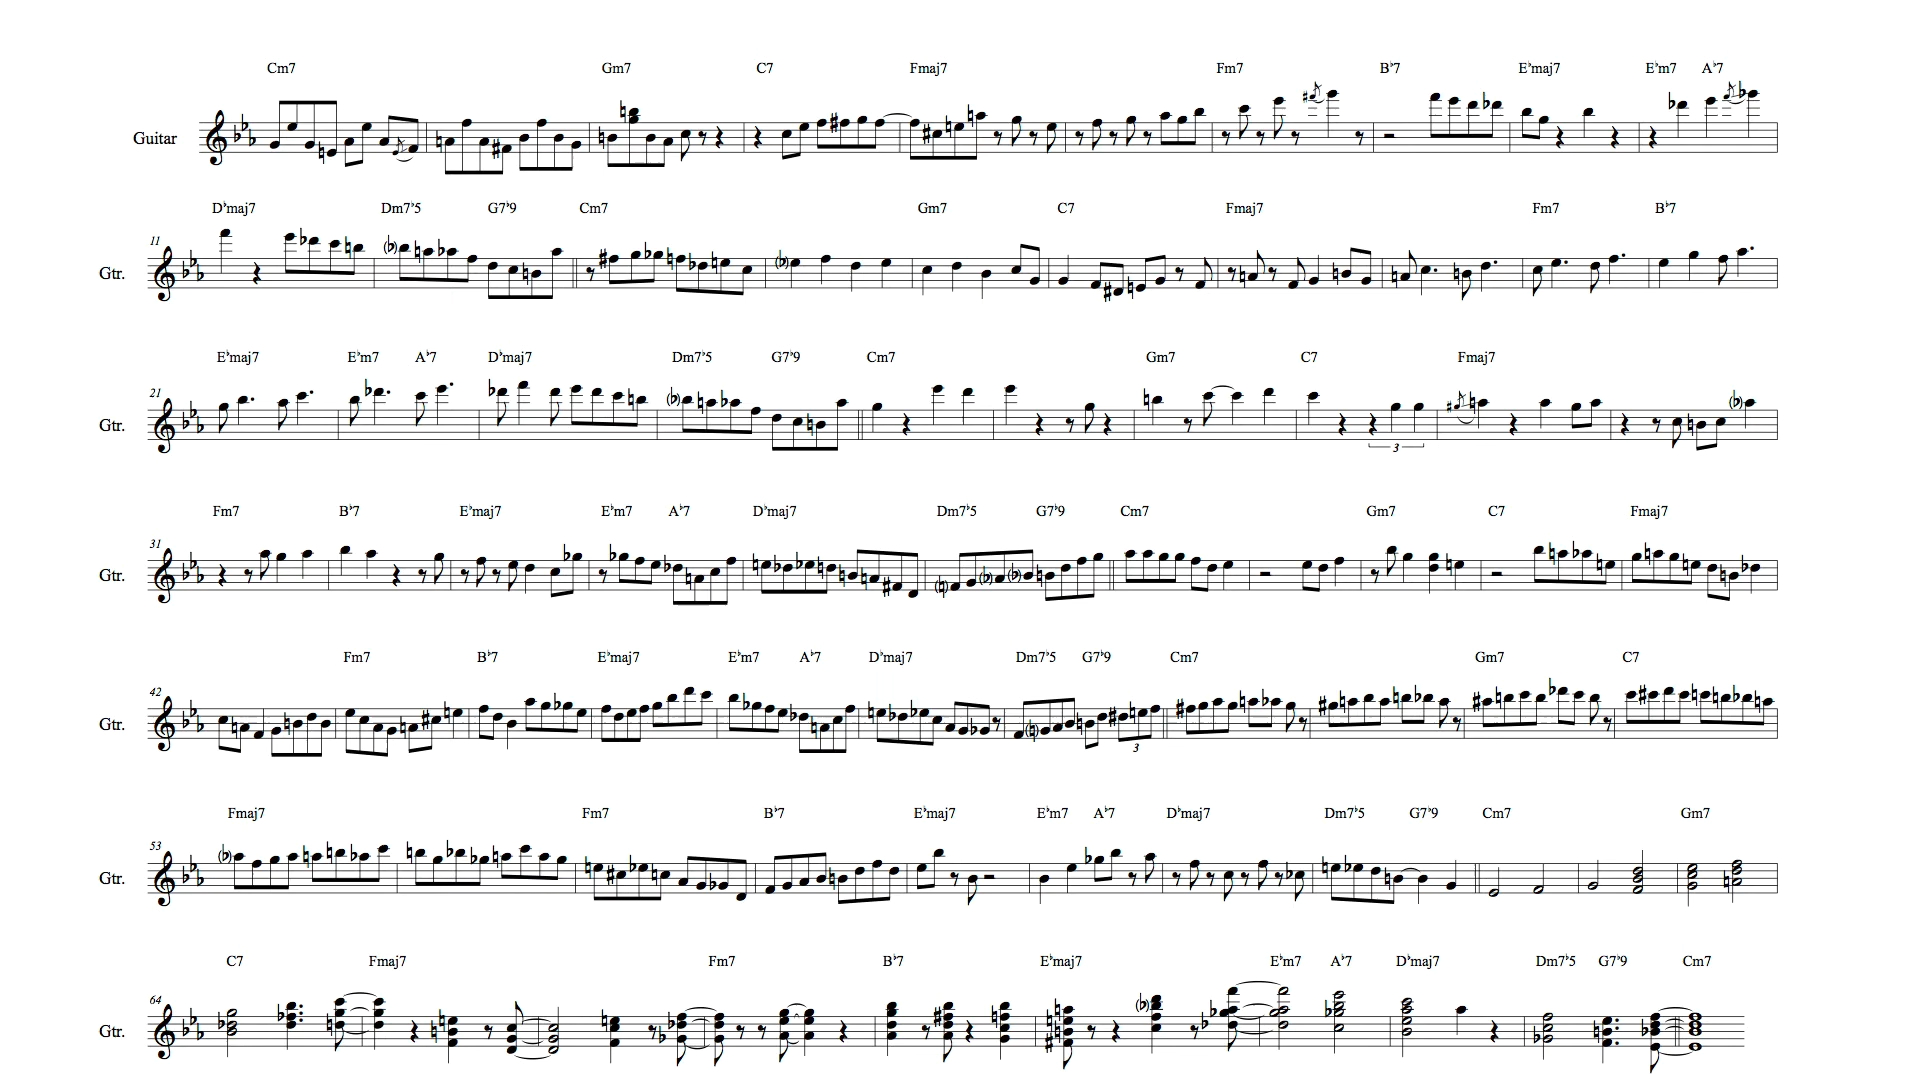 Cm7 Gm7 C7 Fmaj7 Fm7 B♭7 E♭maj7 E♭m7 A♭7
Guitar
D♭maj7 Dm7♭5 G7♭9 Cm7 Gm7 C7 Fmaj7 Fm7 B♭7
11
Gtr.
E♭maj7 E♭m7 A♭7 D♭maj7 Dm7♭5 G7♭9 Cm7 Gm7 C7 Fmaj7
21
Gtr.
3
Fm7 B♭7 E♭maj7 E♭m7 A♭7 D♭maj7 Dm7♭5 G7♭9 Cm7 Gm7 C7 Fmaj7
31
Gtr.
Fm7 B♭7 E♭maj7 E♭m7 A♭7 D♭maj7 Dm7♭5 G7♭9 Cm7 Gm7 C7
42
Gtr.
3
Fmaj7 Fm7 B♭7 E♭maj7 E♭m7 A♭7 D♭maj7 Dm7♭5 G7♭9 Cm7 Gm7
53
Gtr.
C7 Fmaj7 Fm7 B♭7 E♭maj7 E♭m7 A♭7 D♭maj7 Dm7♭5 G7♭9 Cm7
64
Gtr.